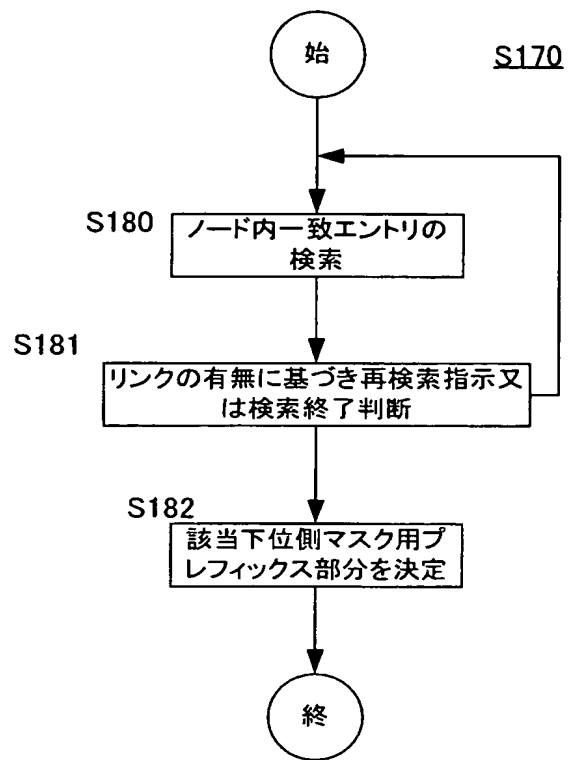 始
S170
S180
ノード内一致エントリの
検索
S181
リンクの有無に基づき再検索指示又
は検索終了判断
S182
該当下位側マスク用プ
レフィックス部分を決定
終